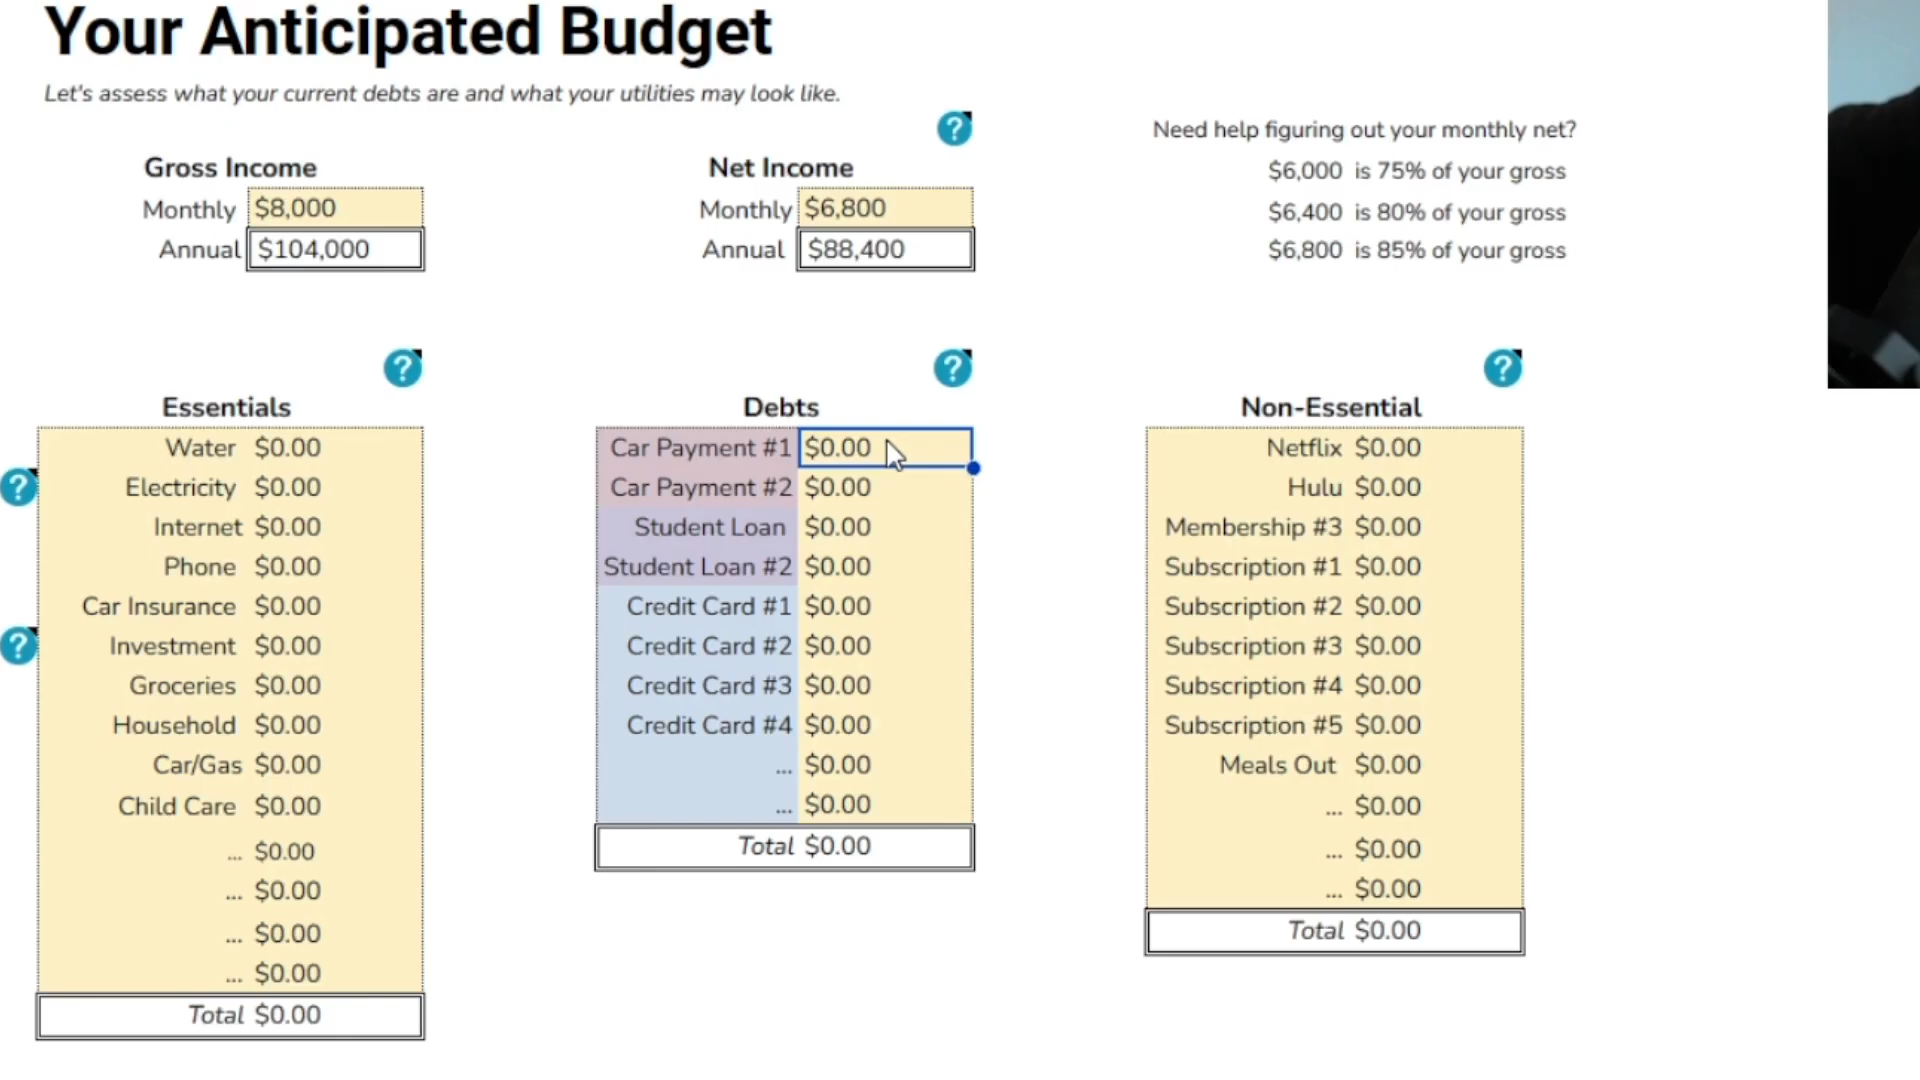 Your Anticipated Budget
Let's assess what your current debts are and what your utilities may look like.
?
Need help figuring out your monthly net?
Gross Income
Net Income
$6,000 is 75% of your gross
Monthly $8,000
Monthly $6,800
$6,400 is 80% of your gross
Annual $104,000
Annual $88,400
$6,800 is 85% of your gross
?
?
?
Essentials
Water $0.00
? Electricity $0.00
Internet $0.00
Phone $0.00
Car Insurance $0.00
? Investment $0.00
Groceries $0.00
Household $0.00
Car/Gas $0.00
Child Care $0.00
... $0.00
... $0.00
... $0.00
... $0.00
Total $0.00
Debts
Car Payment #1 $0.00
Car Payment #2 $0.00
Student Loan $0.00
Student Loan #2 $0.00
Credit Card #1 $0.00
Credit Card #2 $0.00
Credit Card #3 $0.00
Credit Card #4 $0.00
... $0.00
... $0.00
Total $0.00
Non-Essential
Netflix $0.00
Hulu $0.00
Membership #3 $0.00
Subscription #1 $0.00
Subscription #2 $0.00
Subscription #3 $0.00
Subscription #4 $0.00
Subscription #5 $0.00
Meals Out $0.00
... $0.00
... $0.00
... $0.00
Total $0.00